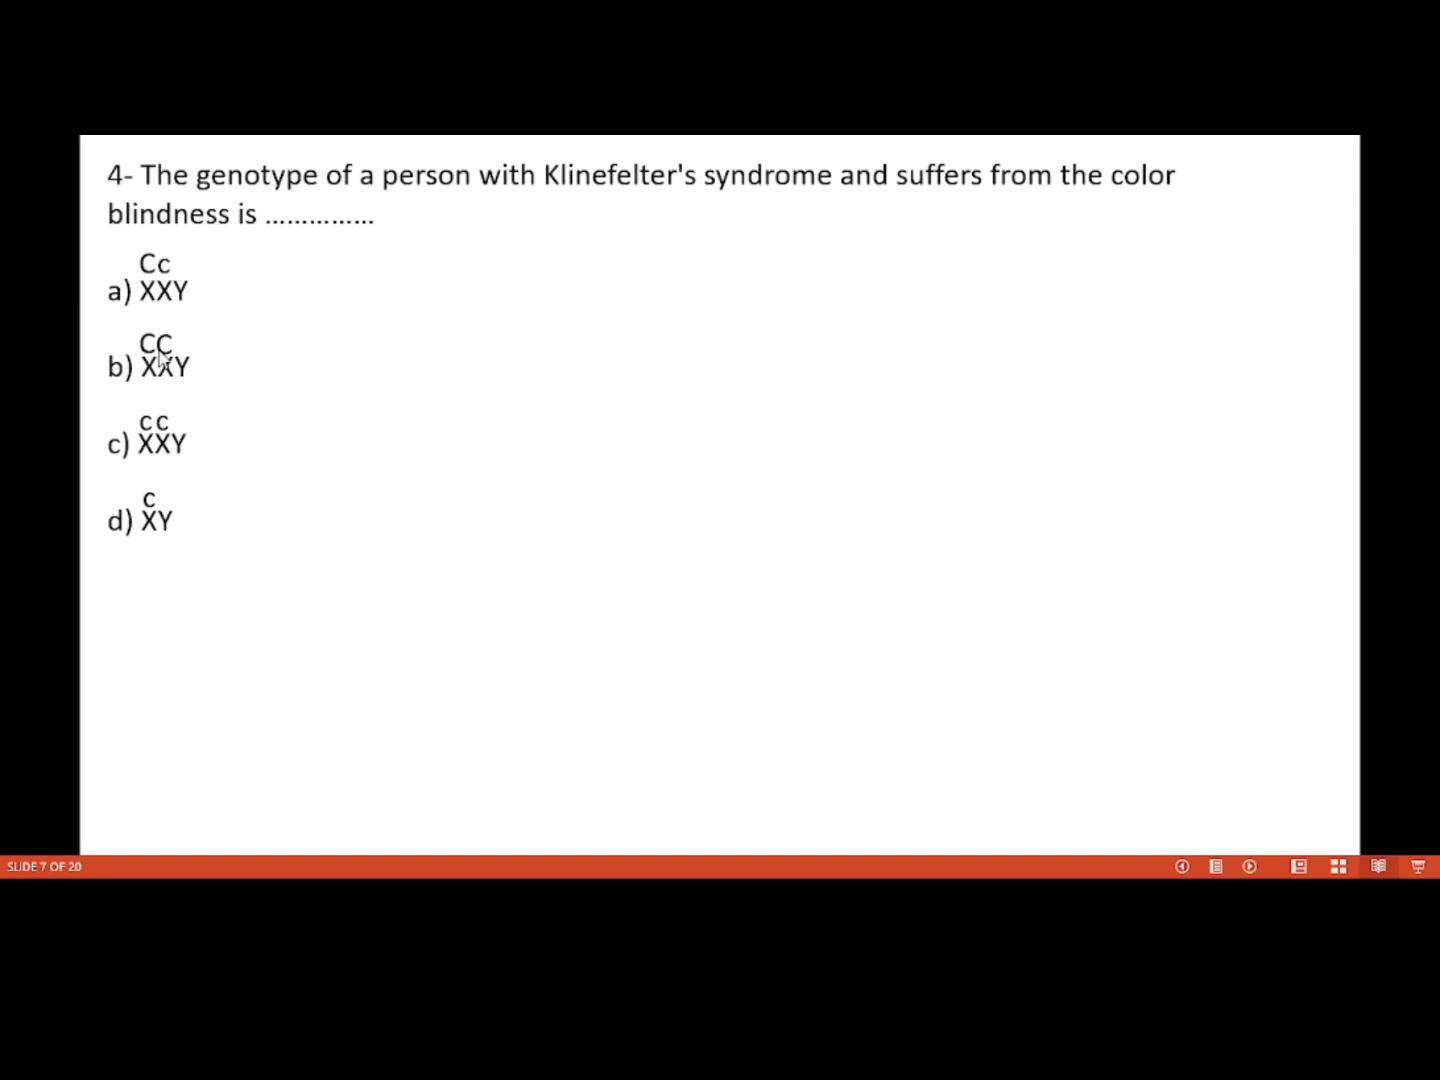 4- The genotype of a person with Klinefelter's syndrome and suffers from the color
blindness is ...............
Cc
a) XXY
CC
b) XXY
cc
c) XXY
c
d) XY
SLIDE 7 OF 20